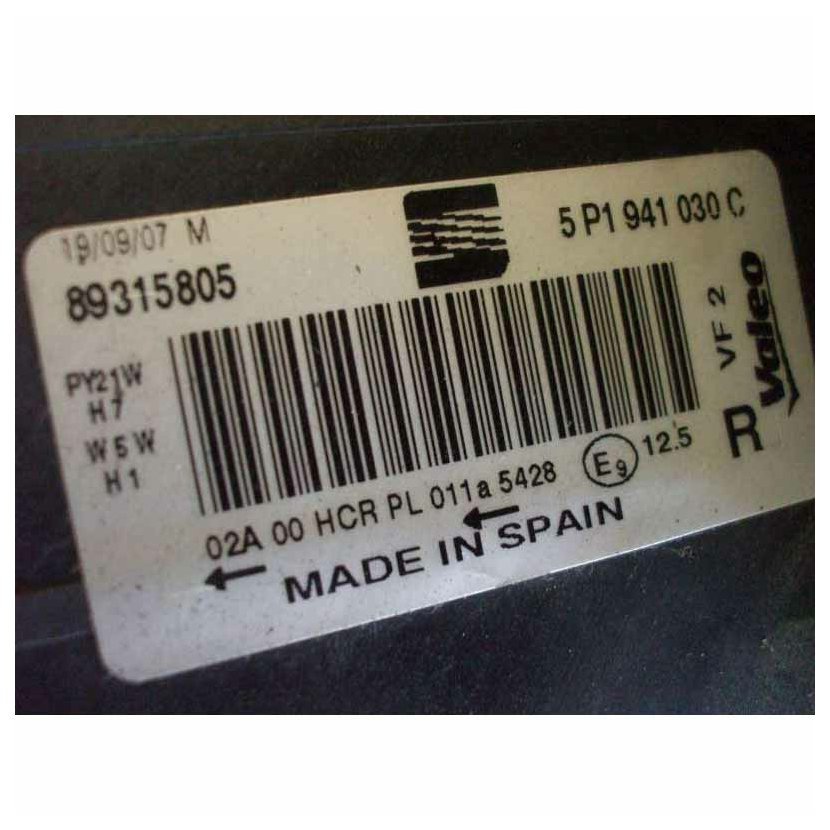 19/09/07 M
5 P1 941 030 C
89315805
PY21W
H7
W5W
H1
VF 2
Valeo
R
02A 00 HCR PL 011a 5428 E9 12.5
MADE IN SPAIN